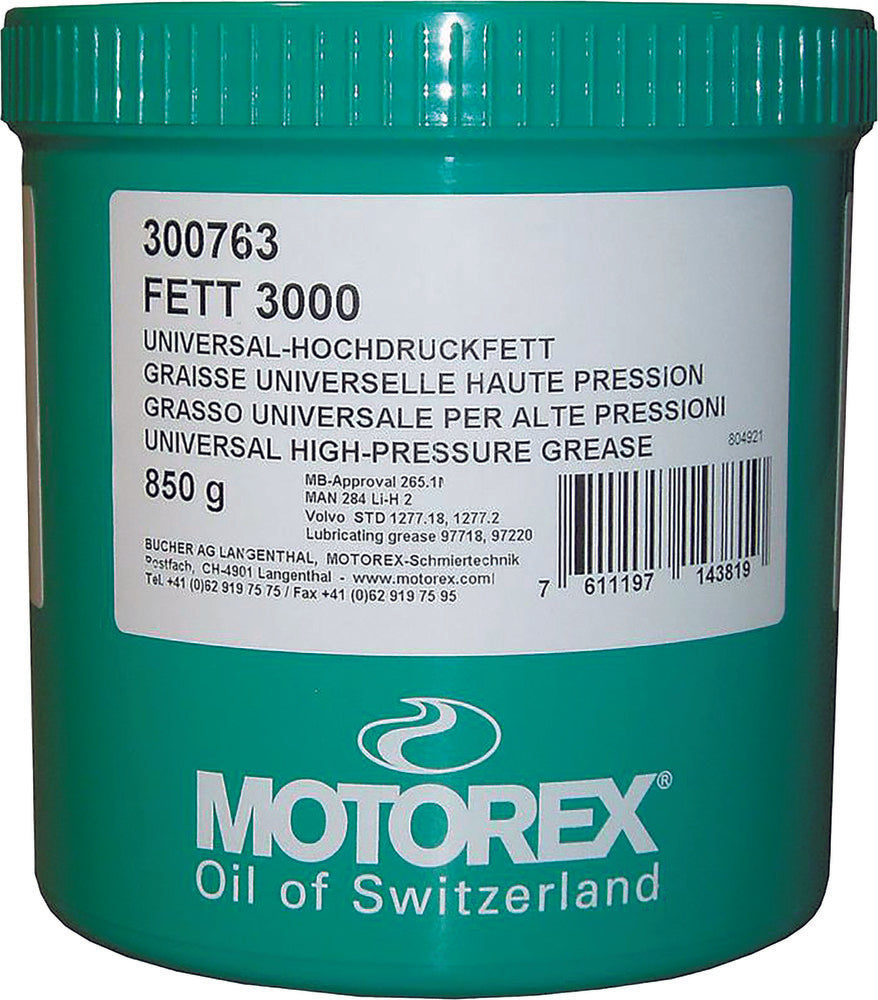 300763
FETT 3000
UNIVERSAL-HOCHDRUCKFETT
GRAISSE UNIVERSELLE HAUTE PRESSION
GRASSO UNIVERSALE PER ALTE PRESSIONI
UNIVERSAL HIGH-PRESSURE GREASE
804921
850 g
MB-Approval 265.1
MAN 284 Li-H 2
Volvo STD 1277.18, 1277.2
Lubricating grease 97718, 97220
BUCHER AG LANGENTHAL, MOTOREX-Schmiertechnik
Postfach, CH-4901 Langenthal - www.motorex.com
Tel. +41 (0)62 919 75 75 / Fax +41 (0)62 919 75 95
7 611197 143819
MOTOREX®
Oil of Switzerland